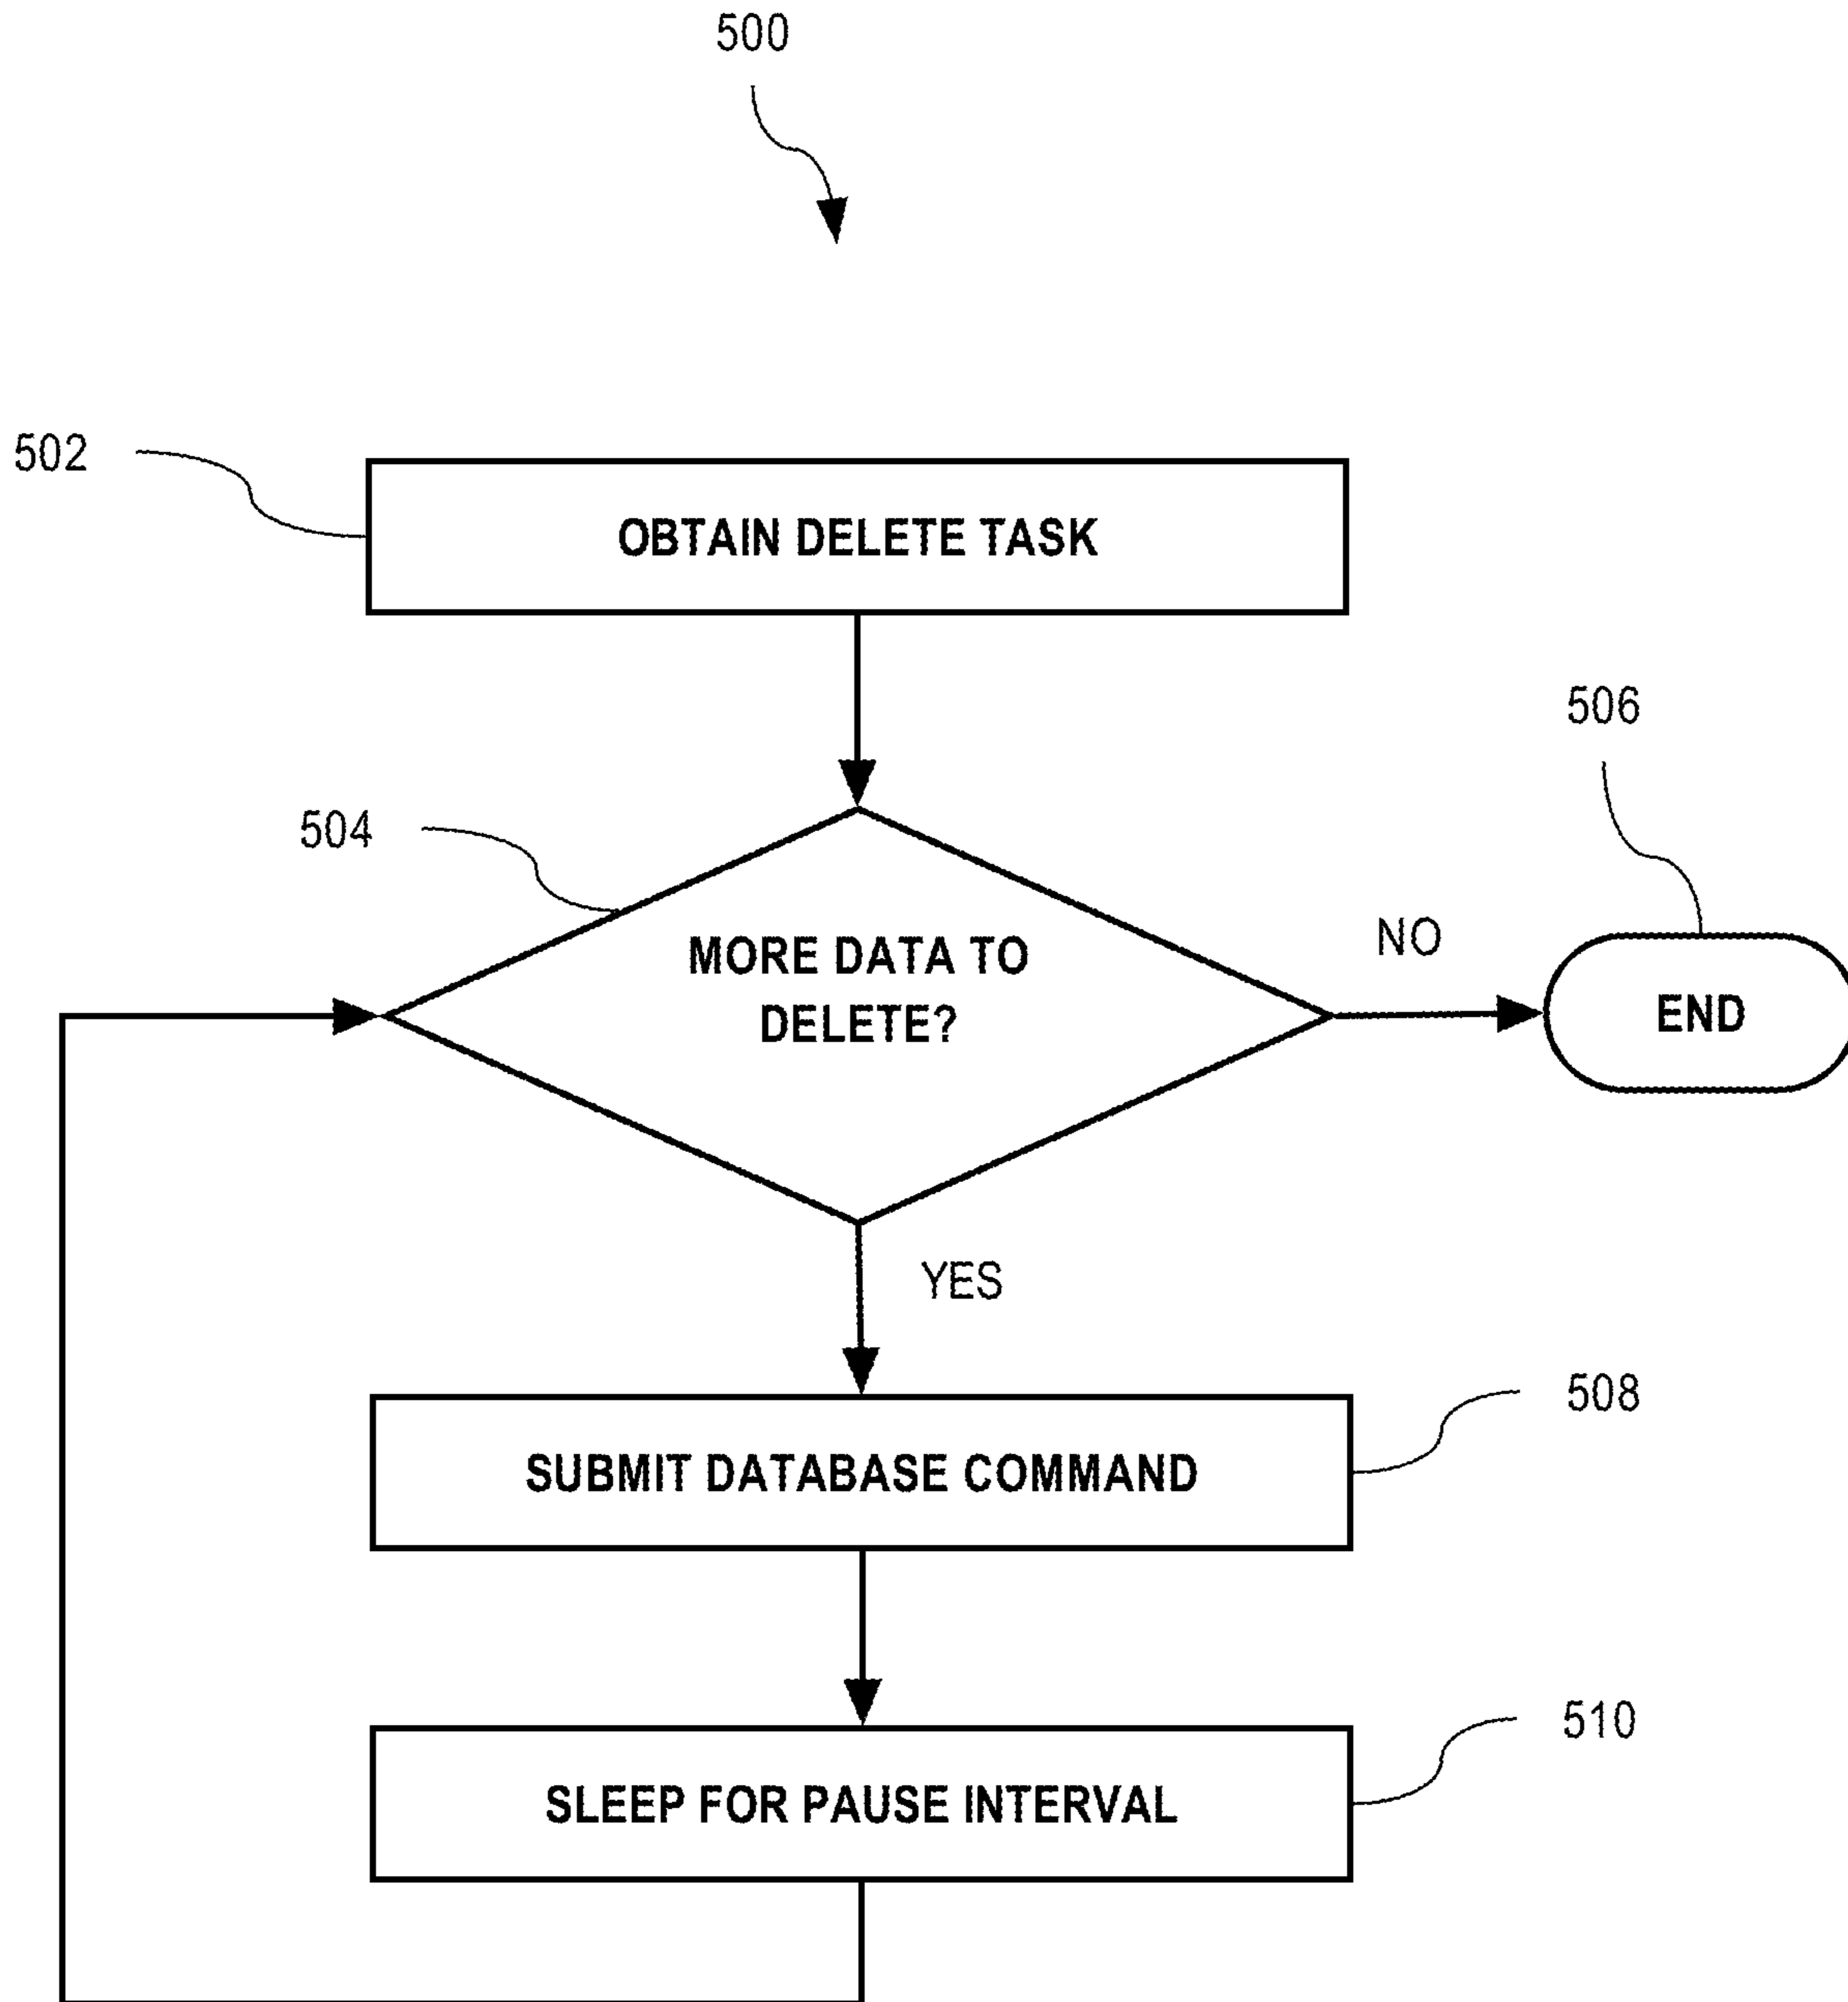 500
502
OBTAIN DELETE TASK
506
504
MORE DATA TO
DELETE?
NO
END
YES
508
SUBMIT DATABASE COMMAND
510
SLEEP FOR PAUSE INTERVAL